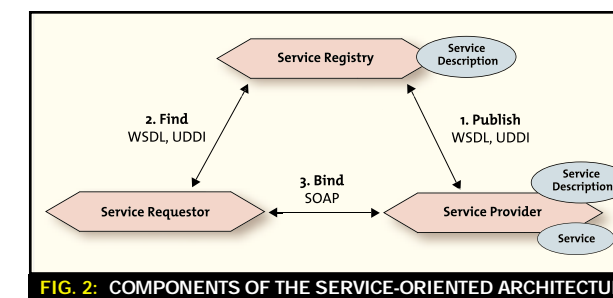 Service Registry
Service
Description
2. Find
WSDL, UDDI
1. Publish
WSDL, UDDI
3. Bind
SOAP
Service
Description
Service Requestor
Service Provider
Service
FIG. 2: COMPONENTS OF THE SERVICE-ORIENTED ARCHITECTU